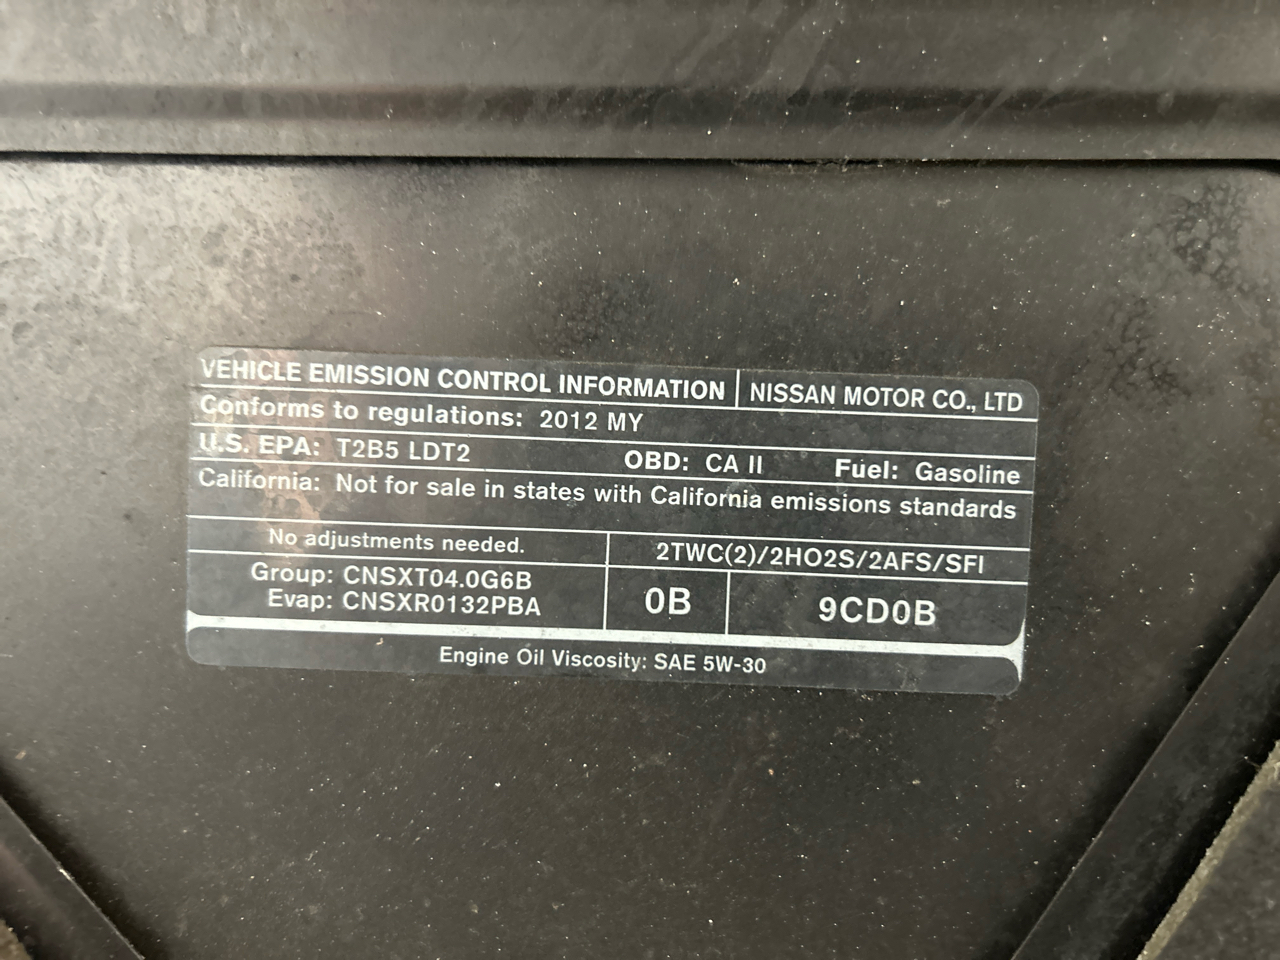 VEHICLE EMISSION CONTROL INFORMATION | NISSAN MOTOR CO., LTD
Conforms to regulations: 2012 MY
U.S. EPA: T2B5 LDT2 OBD: CA II Fuel: Gasoline
California: Not for sale in states with California emissions standards
No adjustments needed. 2TWC(2)/2HO2S/2AFS/SFI
Group: CNSXT04.0G6B
Evap: CNSXR0132PBA
0B 9CD0B
Engine Oil Viscosity: SAE 5W-30